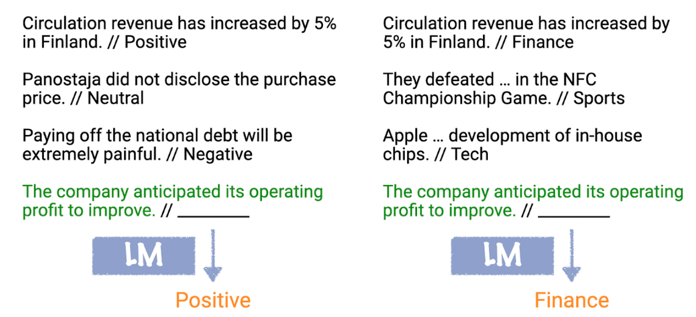 Circulation revenue has increased by 5%
in Finland. // Positive
Panostaja did not disclose the purchase
price. // Neutral
Paying off the national debt will be
extremely painful. // Negative
The company anticipated its operating
profit to improve. // __________
LM
Positive
Circulation revenue has increased by
5% in Finland. // Finance
They defeated ... in the NFC
Championship Game. // Sports
Apple ... development of in-house
chips. // Tech
The company anticipated its operating
profit to improve. // __________
LM
Finance